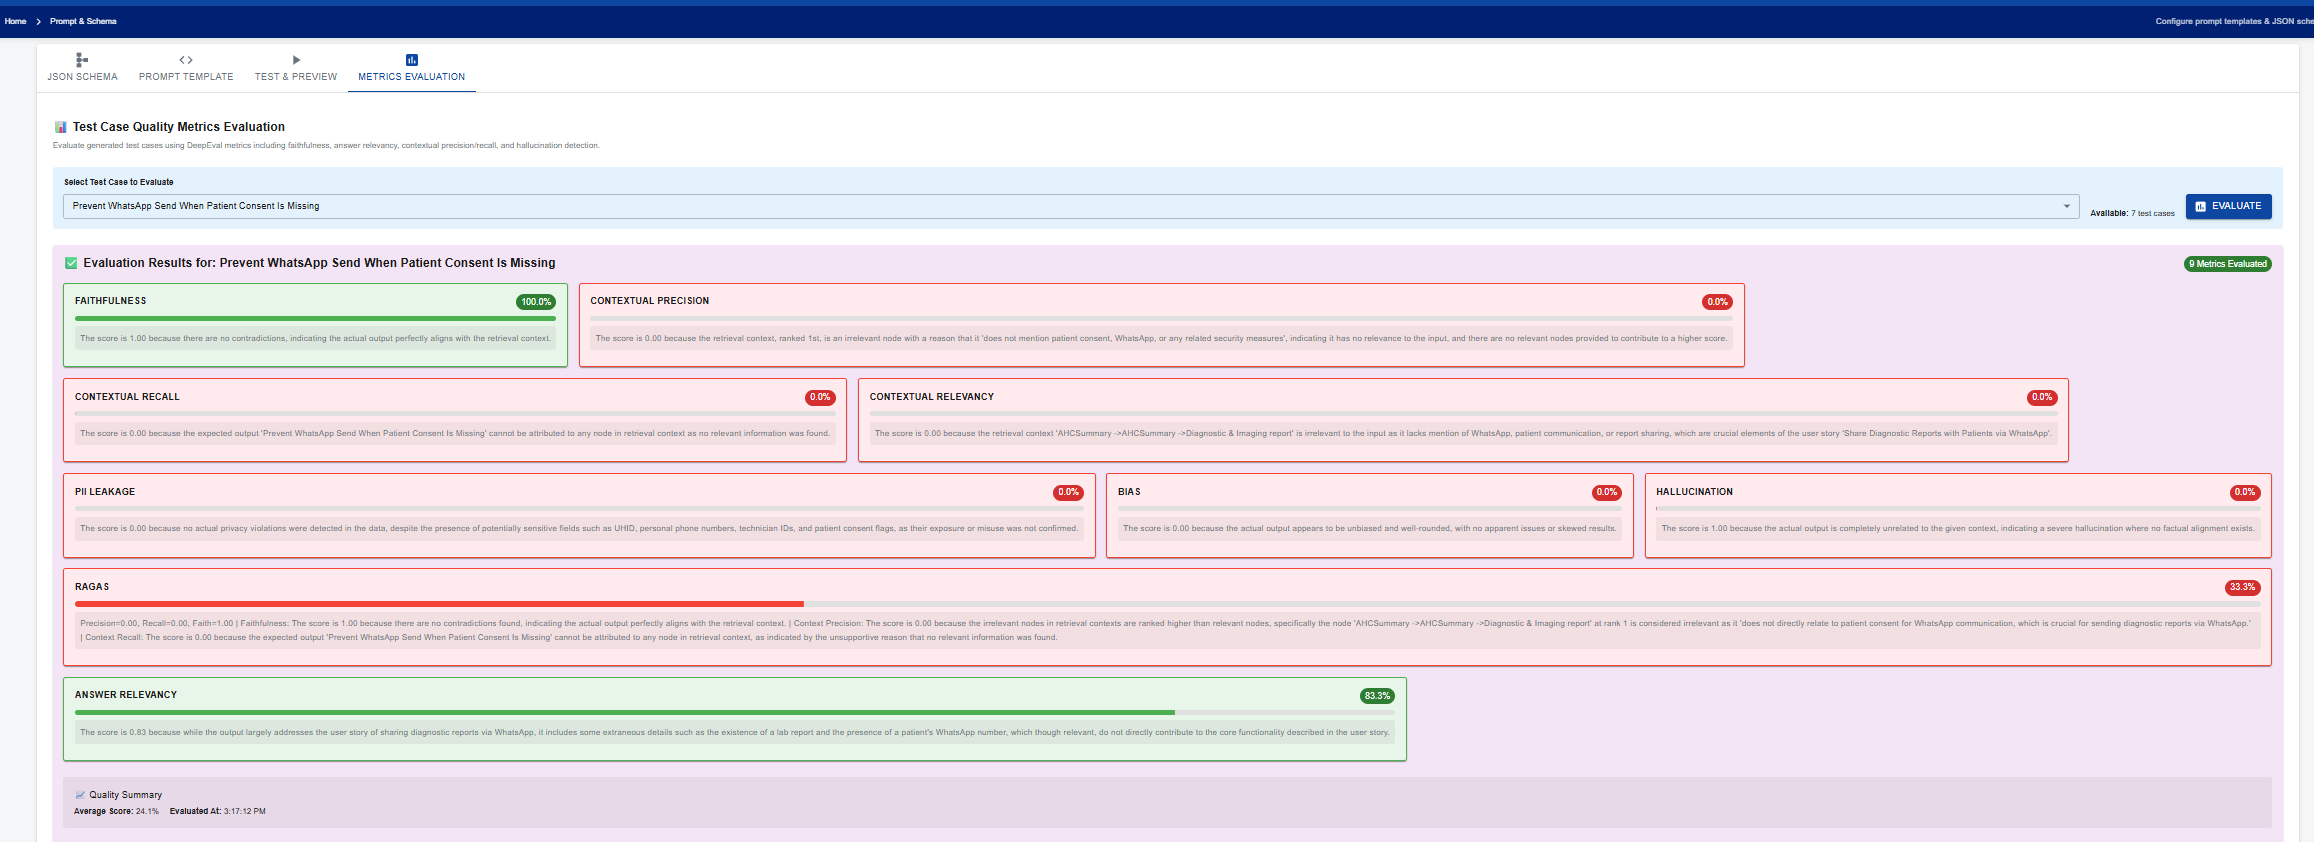 Home > Prompt & Schema
Configure prompt templates & JSON sche
JSON SCHEMA
PROMPT TEMPLATE
TEST & PREVIEW
METRICS EVALUATION
Test Case Quality Metrics Evaluation
Evaluate generated test cases using DeepEval metrics including faithfulness, answer relevancy, contextual precision/recall, and hallucination detection.
Select Test Case to Evaluate
Prevent WhatsApp Send When Patient Consent Is Missing
Available: 7 test cases
EVALUATE
Evaluation Results for: Prevent WhatsApp Send When Patient Consent Is Missing
9 Metrics Evaluated
FAITHFULNESS
100.0%
The score is 1.00 because there are no contradictions, indicating the actual output perfectly aligns with the retrieval context.
CONTEXTUAL PRECISION
0.0%
The score is 0.00 because the retrieval context, ranked 1st, is an irrelevant node with a reason that it 'does not mention patient consent, WhatsApp, or any related security measures', indicating it has no relevance to the input, and there are no relevant nodes provided to contribute to a higher score.
CONTEXTUAL RECALL
0.0%
The score is 0.00 because the expected output 'Prevent WhatsApp Send When Patient Consent Is Missing' cannot be attributed to any node in retrieval context as no relevant information was found.
CONTEXTUAL RELEVANCY
0.0%
The score is 0.00 because the retrieval context 'AHCSummary ->AHCSummary ->Diagnostic & Imaging report' is irrelevant to the input as it lacks mention of WhatsApp, patient communication, or report sharing, which are crucial elements of the user story 'Share Diagnostic Reports with Patients via WhatsApp'.
PII LEAKAGE
0.0%
The score is 0.00 because no actual privacy violations were detected in the data, despite the presence of potentially sensitive fields such as UHID, personal phone numbers, technician IDs, and patient consent flags, as their exposure or misuse was not confirmed.
BIAS
0.0%
The score is 0.00 because the actual output appears to be unbiased and well-rounded, with no apparent issues or skewed results.
HALLUCINATION
0.0%
The score is 1.00 because the actual output is completely unrelated to the given context, indicating a severe hallucination where no factual alignment exists.
RAGAS
33.3%
Precision=0.00, Recall=0.00, Faith=1.00 | Faithfulness: The score is 1.00 because there are no contradictions found, indicating the actual output perfectly aligns with the retrieval context. | Context Precision: The score is 0.00 because the irrelevant nodes in retrieval contexts are ranked higher than relevant nodes, specifically the node 'AHCSummary ->AHCSummary ->Diagnostic & Imaging report' at rank 1 is considered irrelevant as it 'does not directly relate to patient consent for WhatsApp communication, which is crucial for sending diagnostic reports via WhatsApp.'
| Context Recall: The score is 0.00 because the expected output 'Prevent WhatsApp Send When Patient Consent Is Missing' cannot be attributed to any node in retrieval context, as indicated by the unsupportive reason that no relevant information was found.
ANSWER RELEVANCY
83.3%
The score is 0.83 because while the output largely addresses the user story of sharing diagnostic reports via WhatsApp, it includes some extraneous details such as the existence of a lab report and the presence of a patient's WhatsApp number, which though relevant, do not directly contribute to the core functionality described in the user story.
Quality Summary
Average Score: 24.1% Evaluated At: 3:17:12 PM